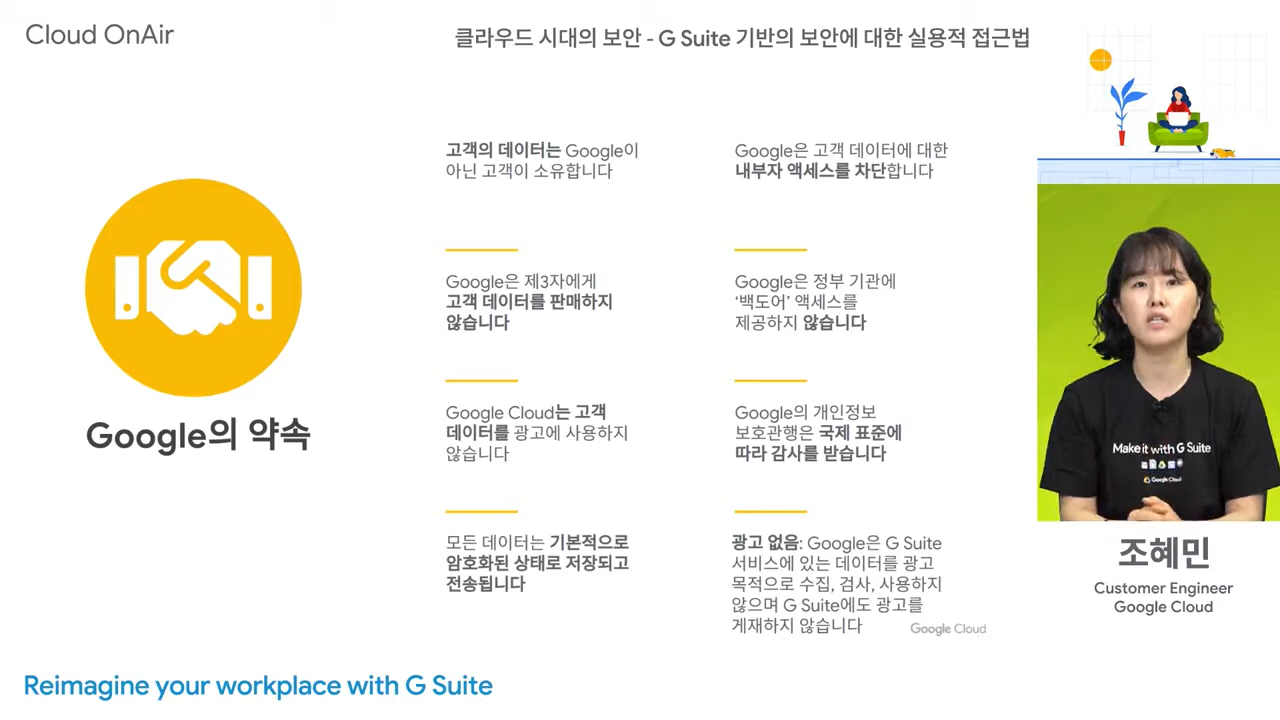 Cloud OnAir
클라우드 시대의 보안 - G Suite 기반의 보안에 대한 실용적 접근법
Google의 약속
고객의 데이터는 Google이
아닌 고객이 소유합니다
Google은 고객 데이터에 대한
내부자 액세스를 차단합니다
Google은 제3자에게
고객 데이터를 판매하지
않습니다
Google은 정부 기관에
‘백도어’ 액세스를
제공하지 않습니다
Google Cloud는 고객
데이터를 광고에 사용하지
않습니다
Google의 개인정보
보호관행은 국제 표준에
따라 감사를 받습니다
모든 데이터는 기본적으로
암호화된 상태로 저장되고
전송됩니다
광고 없음: Google은 G Suite
서비스에 있는 데이터를 광고
목적으로 수집, 검사, 사용하지
않으며 G Suite에도 광고를
게재하지 않습니다
Google Cloud
Make it with G Suite
Google Cloud
조혜민
Customer Engineer
Google Cloud
Reimagine your workplace with G Suite